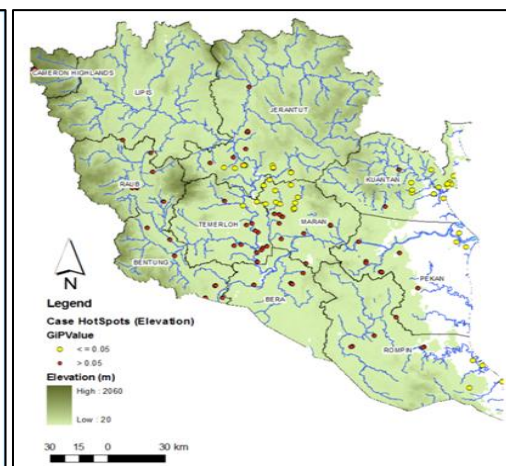 CAMERON HIGHLANDS
LIPIS
JERANTUT
KUANTAN
RAUB
TEMERLOH
MARAN
BENTUNG
PEKAN
BERA
ROMPIN
N
Legend
Case HotSpots (Elevation)
GiPValue
<= 0.05
> 0.05
Elevation (m)
High : 2060
Low : 20
30 15 0 30 km